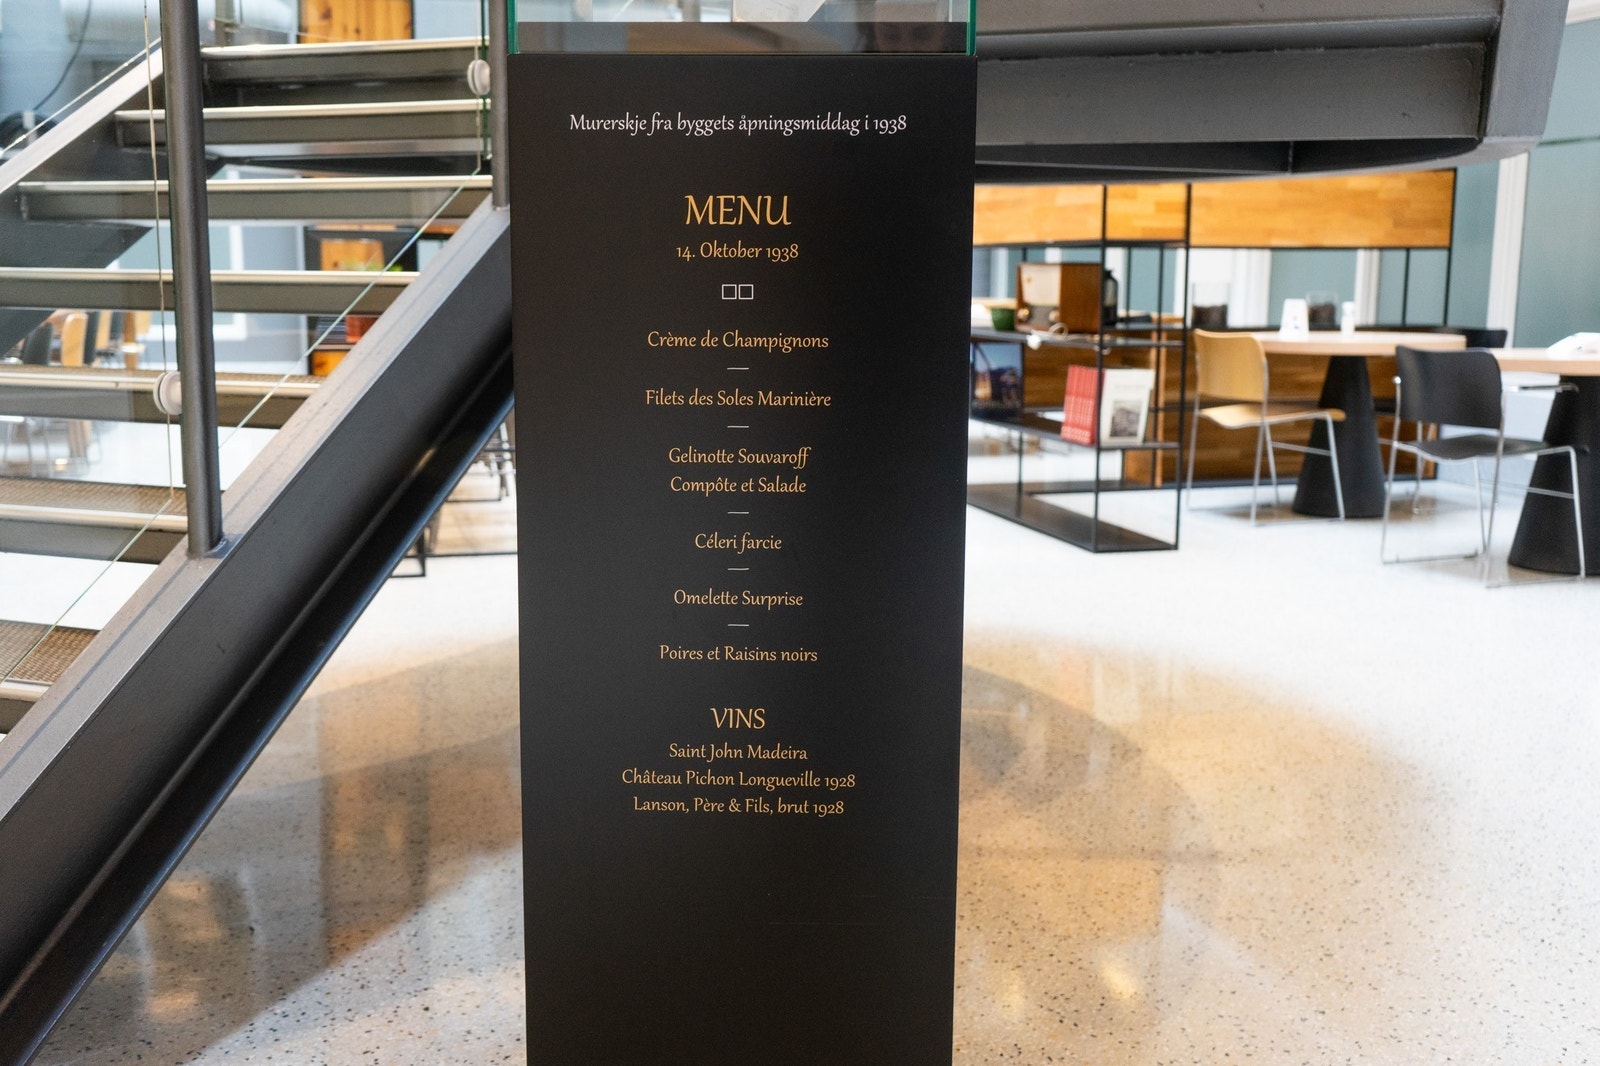 Murerskje fra byggets åpningsmiddag i 1938
MENU
14. Oktober 1938
Crème de Champignons
Filets des Soles Marinière
Gelinotte Souvaroff
Compôte et Salade
Céleri farcie
Omelette Surprise
Poires et Raisins noirs
VINS
Saint John Madeira
Château Pichon Longueville 1928
Lanson, Père & Fils, brut 1928